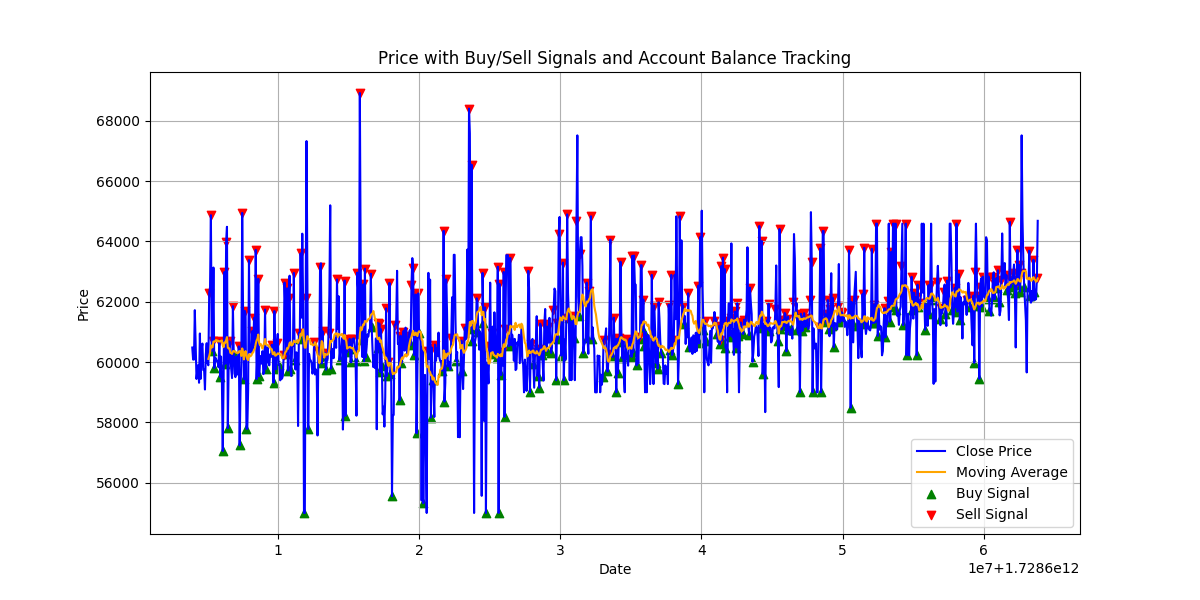 Price with Buy/Sell Signals and Account Balance Tracking
68000
66000
64000
62000
60000
58000
56000
Price
1 2 3 4 5 6
Date
1e7+1.7286e12
Close Price
Moving Average
Buy Signal
Sell Signal